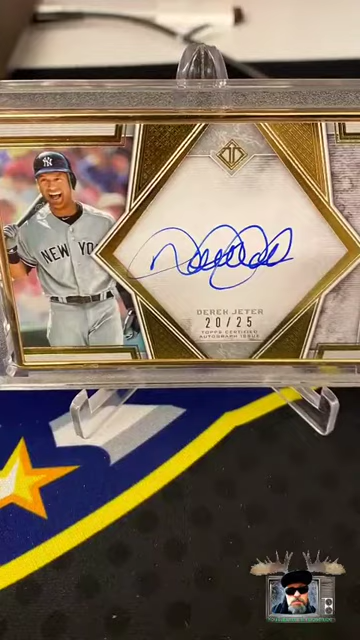 NY
NEW YO
DEREK JETER
20/25
TOPPS CERTIFIED
AUTOGRAPH ISSUE